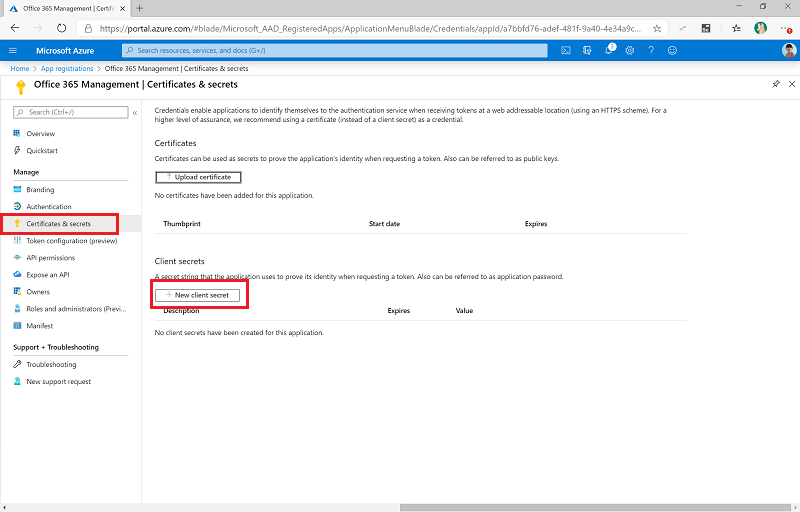 Office 365 Management | Certifi
https://portal.azure.com/#blade/Microsoft_AAD_RegisteredApps/ApplicationMenuBlade/Credentials/appId/a7bbfd76-adef-481f-9a40-4e34a9c...
Microsoft Azure
Search resources, services, and docs (G+/)
Home > App registrations > Office 365 Management | Certificates & secrets
Office 365 Management | Certificates & secrets
Search (Ctrl+/)
Overview
Quickstart
Manage
Branding
Authentication
Certificates & secrets
Token configuration (preview)
API permissions
Expose an API
Owners
Roles and administrators (Previ...
Manifest
Support + Troubleshooting
Troubleshooting
New support request
Credentials enable applications to identify themselves to the authentication service when receiving tokens at a web addressable location (using an HTTPS scheme). For a
higher level of assurance, we recommend using a certificate (instead of a client secret) as a credential.
Certificates
Certificates can be used as secrets to prove the application's identity when requesting a token. Also can be referred to as public keys.
Upload certificate
No certificates have been added for this application.
Thumbprint Start date Expires
Client secrets
A secret string that the application uses to prove its identity when requesting a token. Also can be referred to as application password.
New client secret
Description Expires Value
No client secrets have been created for this application.